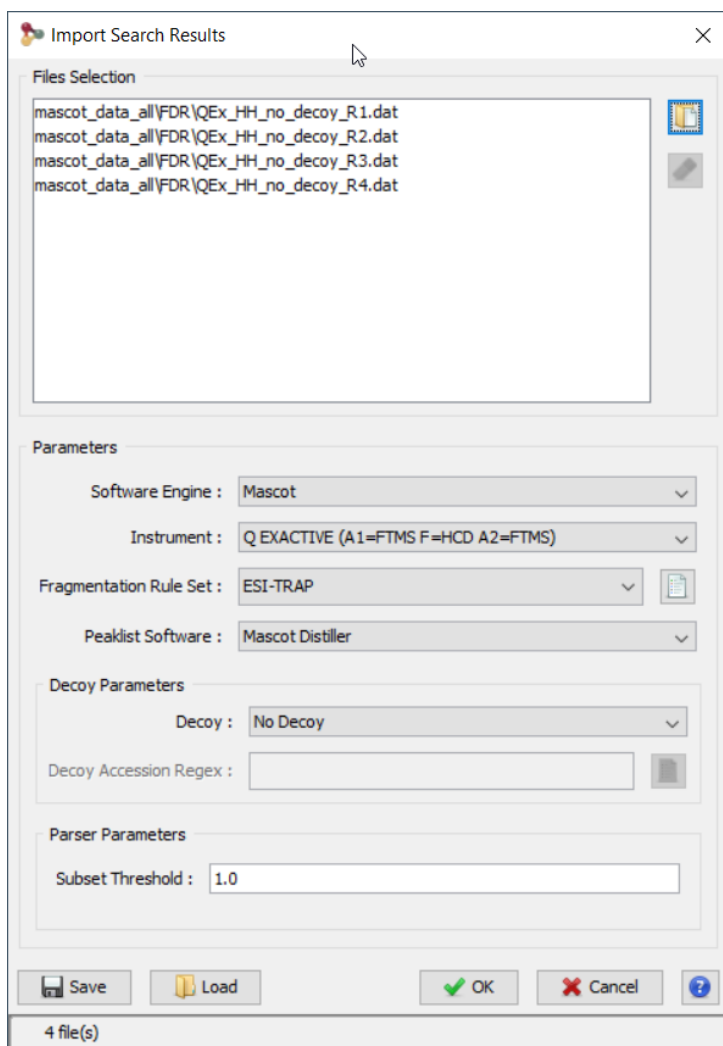 Import Search Results
Files Selection
mascot_data_all\FDR\QEx_HH_no_decoy_R1.dat
mascot_data_all\FDR\QEx_HH_no_decoy_R2.dat
mascot_data_all\FDR\QEx_HH_no_decoy_R3.dat
mascot_data_all\FDR\QEx_HH_no_decoy_R4.dat
Parameters
Software Engine : Mascot
Instrument : Q EXACTIVE (A1=FTMS F=HCD A2=FTMS)
Fragmentation Rule Set : ESI-TRAP
Peaklist Software : Mascot Distiller
Decoy Parameters
Decoy : No Decoy
Decoy Accession Regex :
Parser Parameters
Subset Threshold : 1.0
Save Load OK Cancel ?
4 file(s)